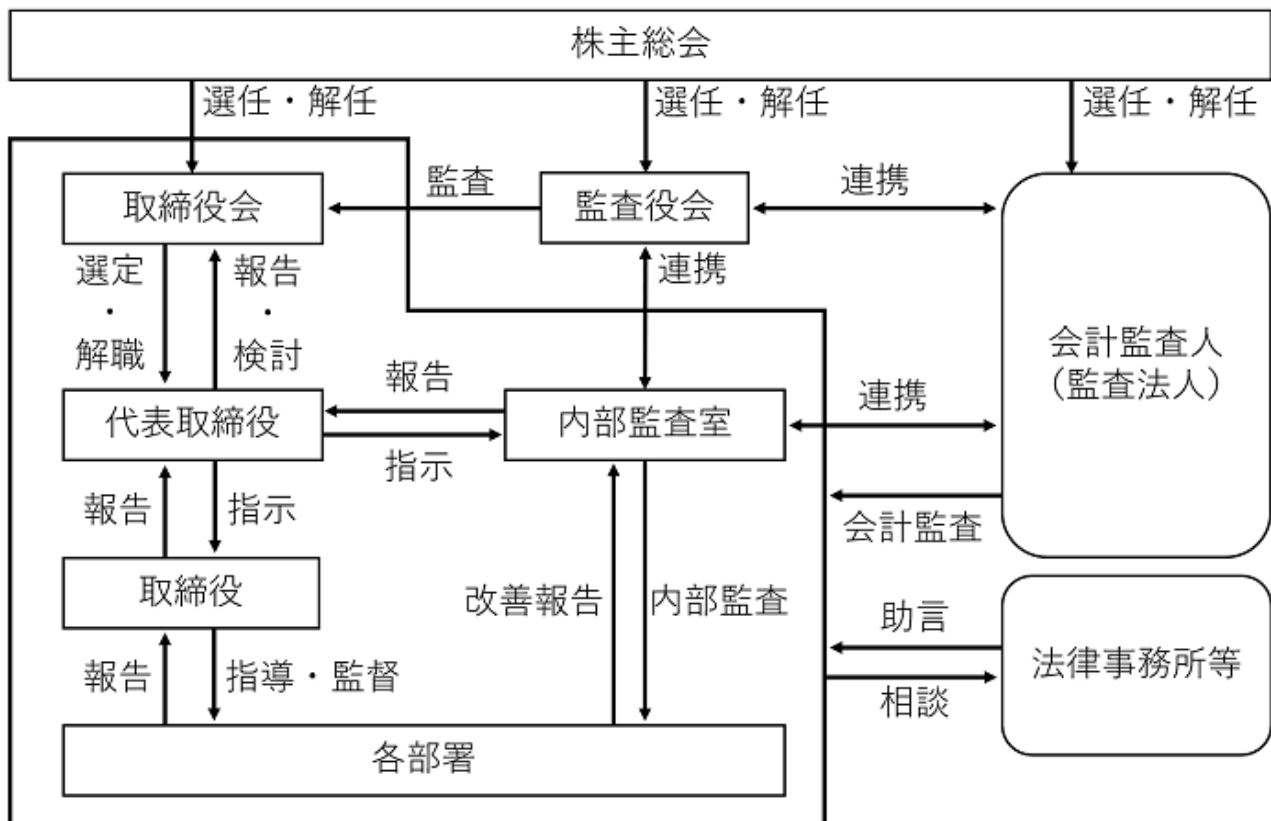 株主総会
選任・解任
選任・解任
選任・解任
取締役会
監査
監査役会
連携
選定
・
解職
報告
・
検討
連携
会計監査人
（監査法人）
代表取締役
報告
指示
内部監査室
連携
会計監査
報告
指示
取締役
改善報告
内部監査
助言
相談
法律事務所等
報告
指導・監督
各部署